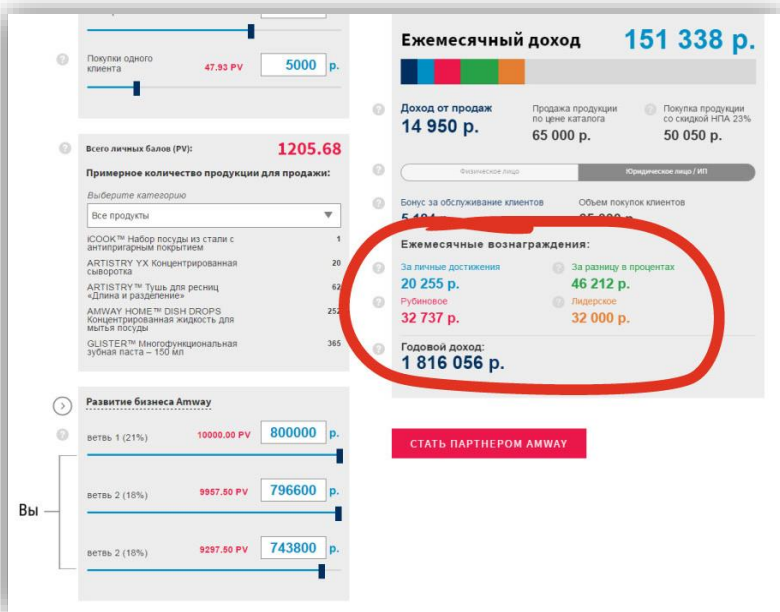 Покупки одного
клиента
47.93 PV
5000 р.
Всего личных балов (PV):
1205.68
Примерное количество продукции для продажи:
Выберите категорию
Все продукты
iCOOK™ Набор посуды из стали с
антипригарным покрытием
1
ARTISTRY YX Концентрированная
сыворотка
20
ARTISTRY™ Тушь для ресниц
«Длина и разделение»
62
AMWAY HOME™ DISH DROPS
Концентрированная жидкость для
мытья посуды
252
GLISTER™ Многофункциональная
зубная паста – 150 мл
365
Развитие бизнеса Amway
ветвь 1 (21%)
10000.00 PV
800000 р.
Вы
ветвь 2 (18%)
9957.50 PV
796600 р.
ветвь 2 (18%)
9297.50 PV
743800 р.
Ежемесячный доход
151 338 р.
Доход от продаж
14 950 р.
Продажа продукции
по цене каталога
65 000 р.
Покупка продукции
со скидкой НПА 23%
50 050 р.
Физическое лицо
Юридическое лицо / ИП
Бонус за обслуживание клиентов
Объем покупок клиентов
Ежемесячные вознаграждения:
За личные достижения
20 255 р.
За разницу в процентах
46 212 р.
Рубиновое
32 737 р.
Лидерское
32 000 р.
Годовой доход:
1 816 056 р.
СТАТЬ ПАРТНЕРОМ AMWAY